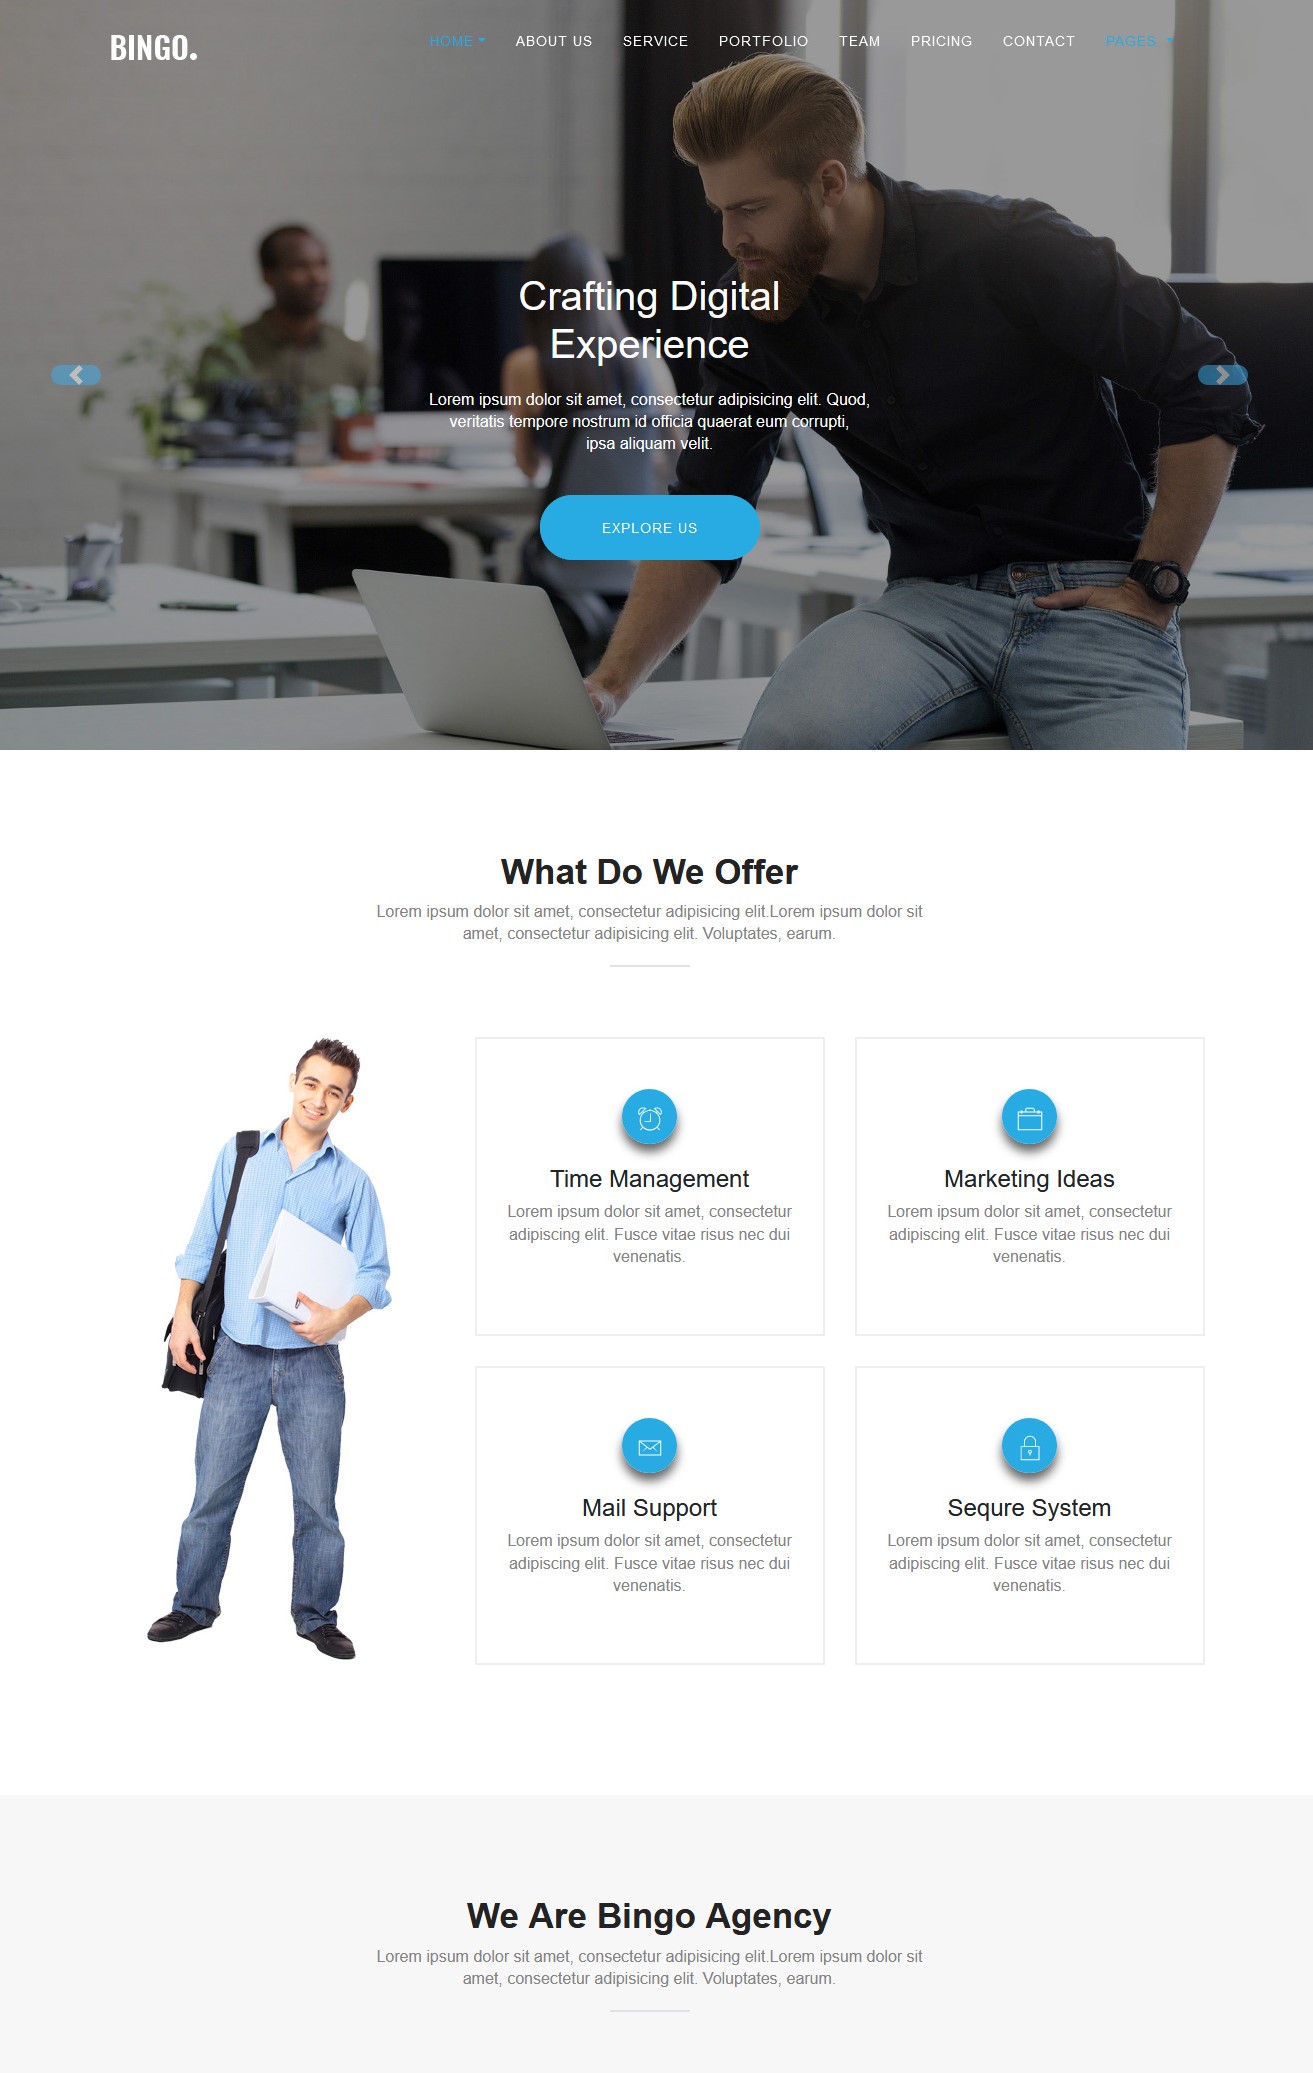 BINGO.
HOME ABOUT US SERVICE PORTFOLIO TEAM PRICING CONTACT PAGES
Crafting Digital
Experience
Lorem ipsum dolor sit amet, consectetur adipisicing elit. Quod,
veritatis tempore nostrum id officia quaerat eum corrupti,
ipsa aliquam velit.
EXPLORE US
What Do We Offer
Lorem ipsum dolor sit amet, consectetur adipisicing elit.Lorem ipsum dolor sit
amet, consectetur adipisicing elit. Voluptates, earum.
Time Management
Lorem ipsum dolor sit amet, consectetur
adipiscing elit. Fusce vitae risus nec dui
venenatis.
Marketing Ideas
Lorem ipsum dolor sit amet, consectetur
adipiscing elit. Fusce vitae risus nec dui
venenatis.
Mail Support
Lorem ipsum dolor sit amet, consectetur
adipiscing elit. Fusce vitae risus nec dui
venenatis.
Sequre System
Lorem ipsum dolor sit amet, consectetur
adipiscing elit. Fusce vitae risus nec dui
venenatis.
We Are Bingo Agency
Lorem ipsum dolor sit amet, consectetur adipisicing elit.Lorem ipsum dolor sit
amet, consectetur adipisicing elit. Voluptates, earum.